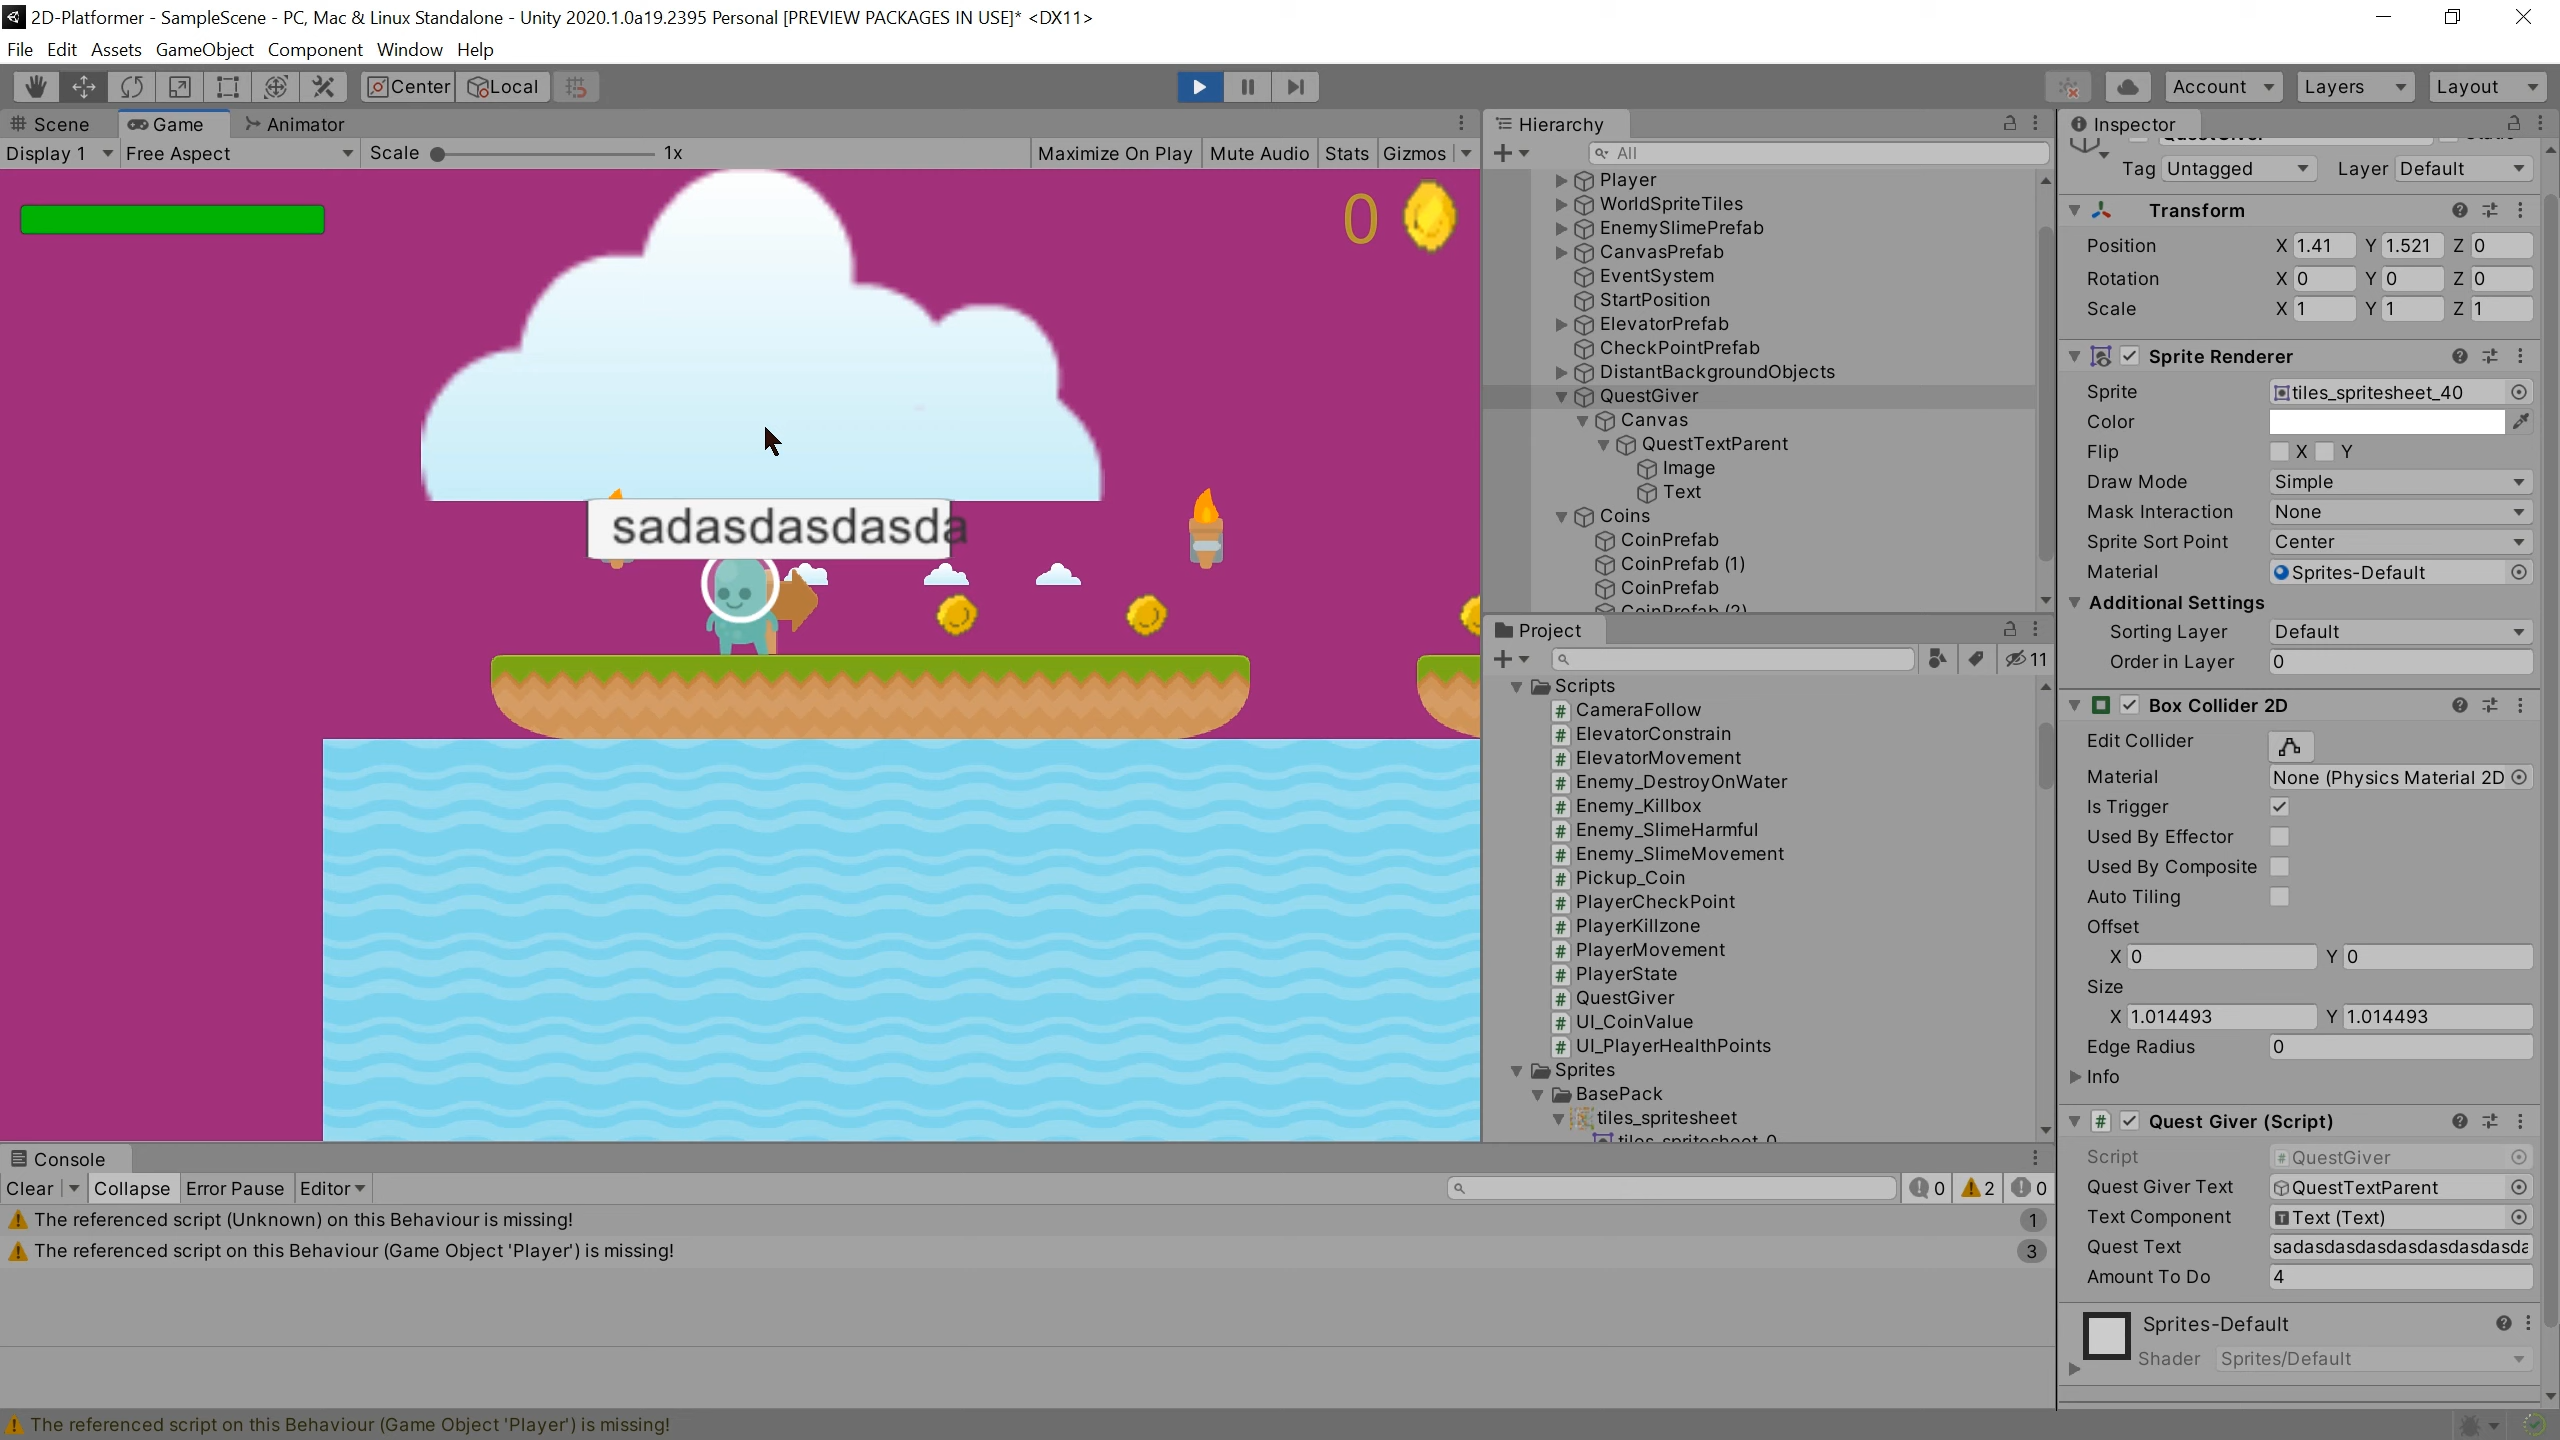 2D-Platformer - SampleScene - PC, Mac & Linux Standalone - Unity 2020.1.0a19.2395 Personal [PREVIEW PACKAGES IN USE]* <DX11>
File Edit Assets GameObject Component Window Help
Center Local Account Layers Layout
Scene Game Animator
Display 1 Free Aspect Scale 1x Maximize On Play Mute Audio Stats Gizmos
0
sadasdasdasda
Hierarchy
All
Player
WorldSpriteTiles
EnemySlimePrefab
CanvasPrefab
EventSystem
StartPosition
ElevatorPrefab
CheckPointPrefab
DistantBackgroundObjects
QuestGiver
Canvas
QuestTextParent
Image
Text
Coins
CoinPrefab
CoinPrefab (1)
CoinPrefab
CoinPrefab (2)
Project
11
Scripts
# CameraFollow
# ElevatorConstrain
# ElevatorMovement
# Enemy_DestroyOnWater
# Enemy_Killbox
# Enemy_SlimeHarmful
# Enemy_SlimeMovement
# Pickup_Coin
# PlayerCheckPoint
# PlayerKillzone
# PlayerMovement
# PlayerState
# QuestGiver
# UI_CoinValue
# UI_PlayerHealthPoints
Sprites
BasePack
tiles_spritesheet
tiles_spritesheet_0
Inspector
Tag Untagged Layer Default
Transform
Position X 1.41 Y 1.521 Z 0
Rotation X 0 Y 0 Z 0
Scale X 1 Y 1 Z 1
Sprite Renderer
Sprite tiles_spritesheet_40
Color
Flip X Y
Draw Mode Simple
Mask Interaction None
Sprite Sort Point Center
Material Sprites-Default
Additional Settings
Sorting Layer Default
Order in Layer 0
Box Collider 2D
Edit Collider
Material None (Physics Material 2D
Is Trigger
Used By Effector
Used By Composite
Auto Tiling
Offset
X 0 Y 0
Size
X 1.014493 Y 1.014493
Edge Radius 0
Info
# Quest Giver (Script)
Script # QuestGiver
Quest Giver Text QuestTextParent
Text Component Text (Text)
Quest Text sadasdasdasdasdasdasda
Amount To Do 4
Sprites-Default
Shader Sprites/Default
Console
Clear Collapse Error Pause Editor 0 2 0
The referenced script (Unknown) on this Behaviour is missing! 1
The referenced script on this Behaviour (Game Object 'Player') is missing! 3
The referenced script on this Behaviour (Game Object 'Player') is missing!